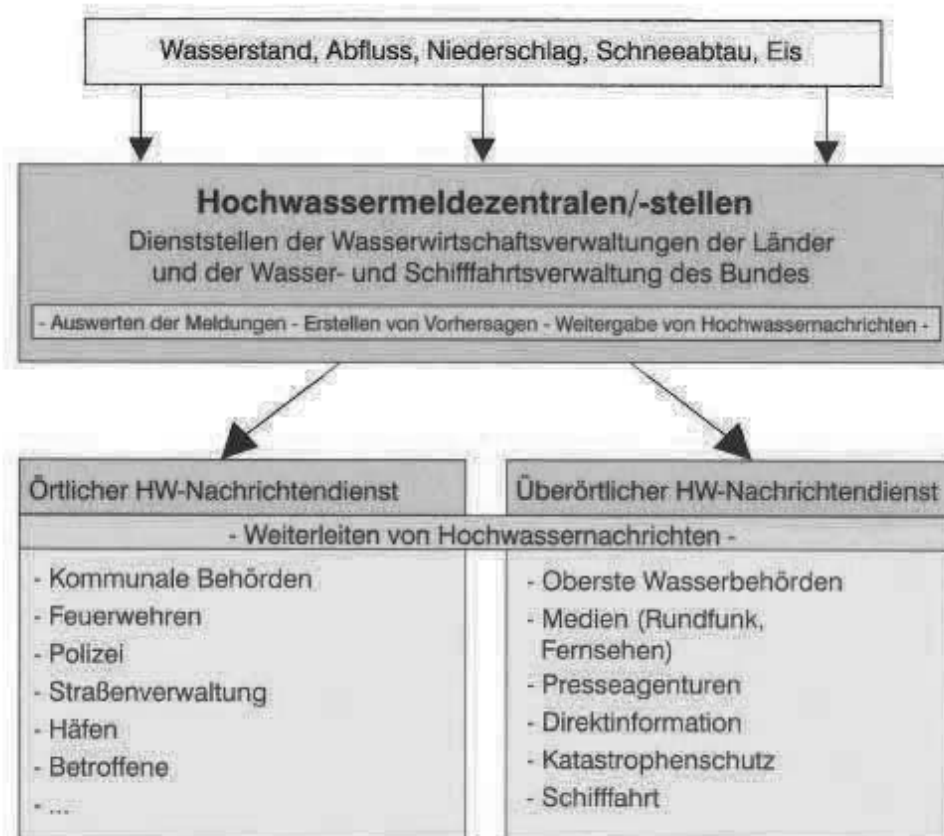 Wasserstand, Abfluss, Niederschlag, Schneeabtau, Eis
Hochwassermeldezentralen/-stellen
Dienststellen der Wasserwirtschaftsverwaltungen der Länder
und der Wasser- und Schifffahrtsverwaltung des Bundes
- Auswerten der Meldungen - Erstellen von Vorhersagen - Weitergabe von Hochwassernachrichten -
Örtlicher HW-Nachrichtendienst
Überörtlicher HW-Nachrichtendienst
- Weiterleiten von Hochwassernachrichten -
- Kommunale Behörden
- Feuerwehren
- Polizei
- Straßenverwaltung
- Häfen
- Betroffene
- ...
- Oberste Wasserbehörden
- Medien (Rundfunk,
Fernsehen)
- Presseagenturen
- Direktinformation
- Katastrophenschutz
- Schifffahrt